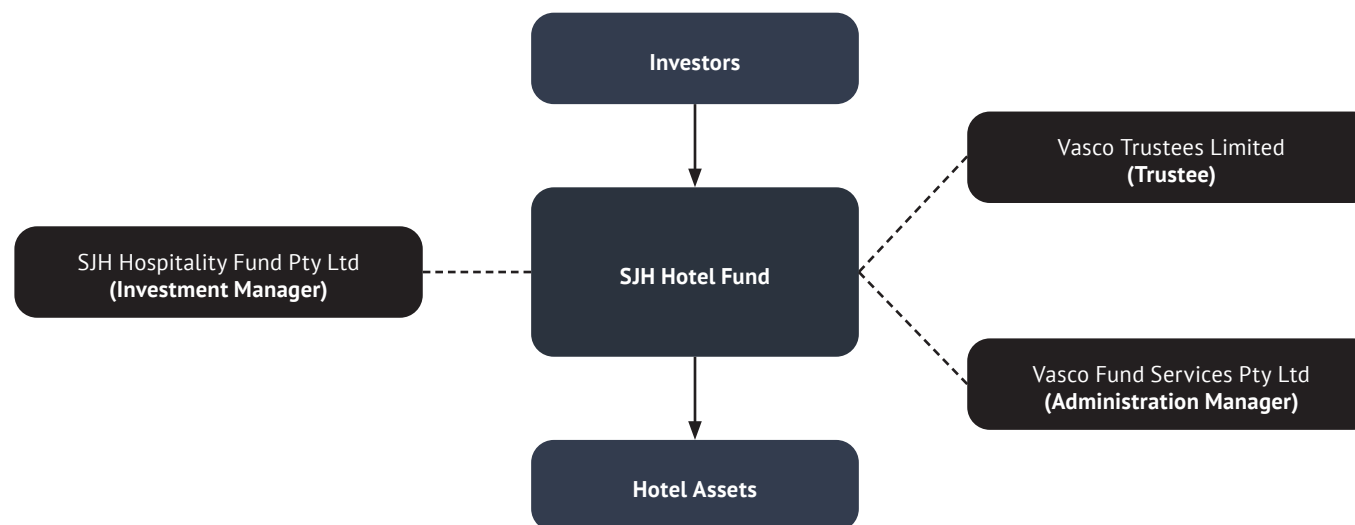 Investors
Vasco Trustees Limited
(Trustee)
SJH Hospitality Fund Pty Ltd
(Investment Manager)
SJH Hotel Fund
Vasco Fund Services Pty Ltd
(Administration Manager)
Hotel Assets